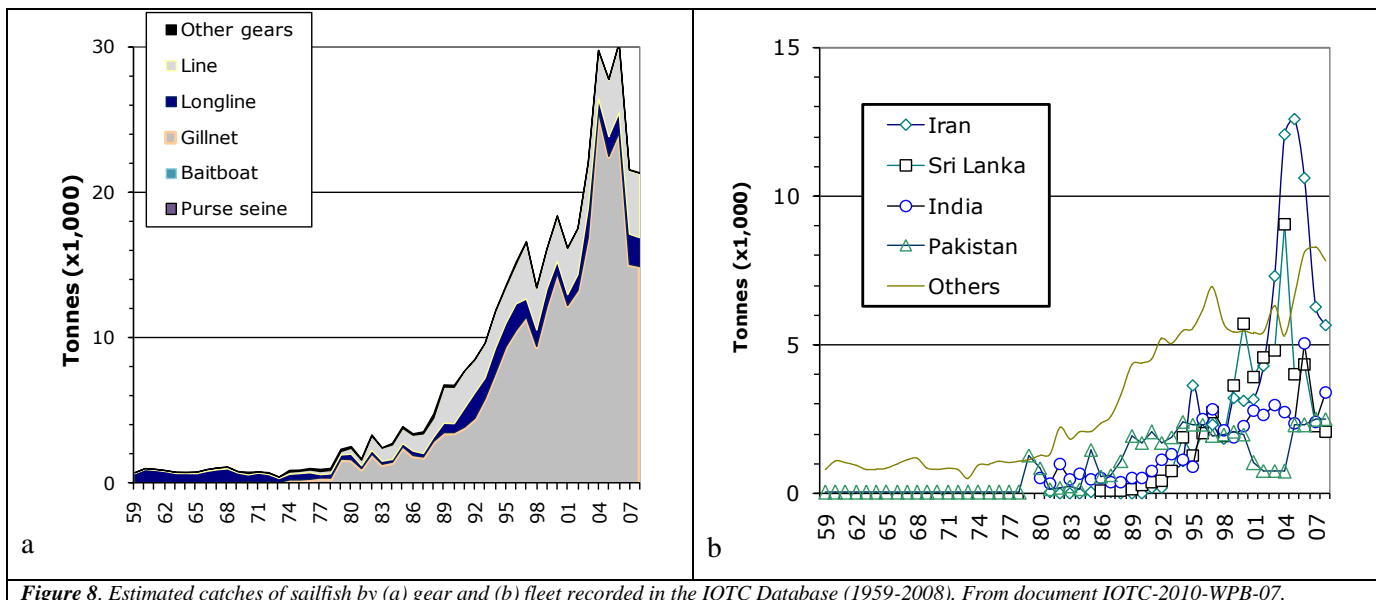 Other gears
Line
Longline
Gillnet
Baitboat
Purse seine
30
20
10
0
Tonnes (x1,000)
59 62 65 68 71 74 77 80 83 86 89 92 95 98 01 04 07
a
15
10
5
0
Tonnes (x1,000)
Iran
Sri Lanka
India
Pakistan
Others
59 62 65 68 71 74 77 80 83 86 89 92 95 98 01 04 07
b
Figure 8. Estimated catches of sailfish by (a) gear and (b) fleet recorded in the IOTC Database (1959-2008). From document IOTC-2010-WPB-07.